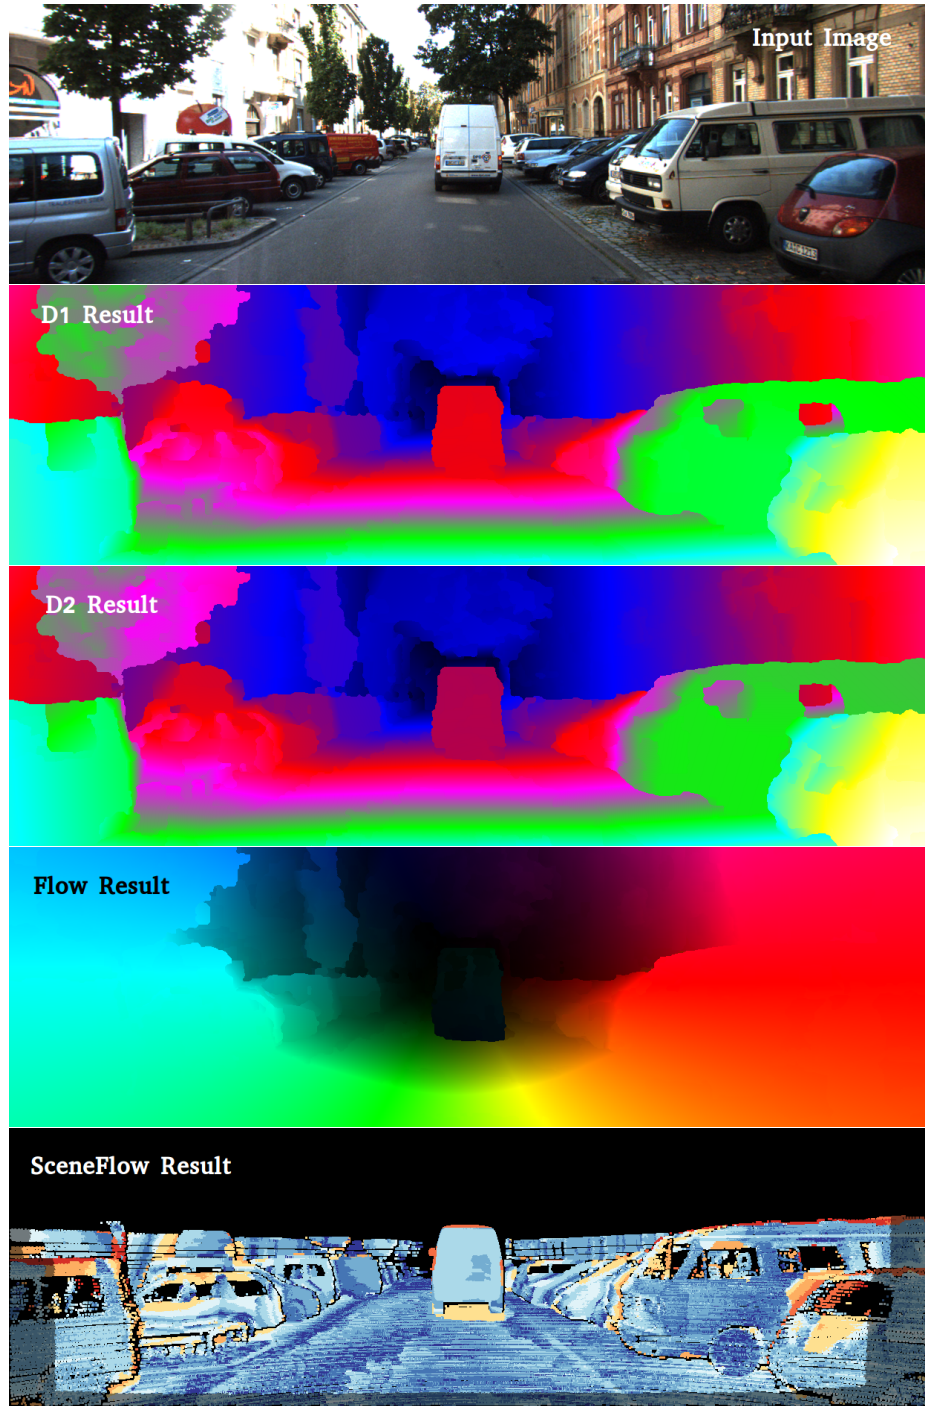 Input Image
D1 Result
D2 Result
Flow Result
SceneFlow Result